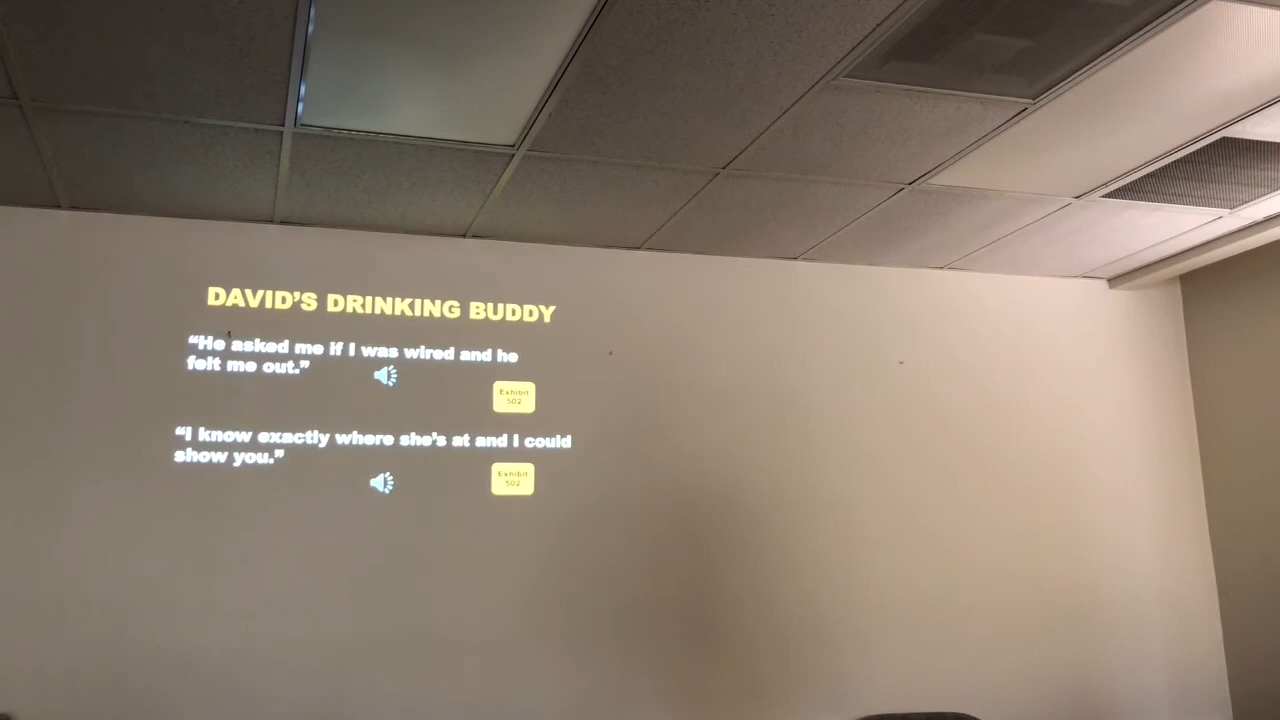 DAVID'S DRINKING BUDDY
“He asked me if I was wired and he
felt me out.”
Exhibit
502
“I know exactly where she's at and I could
show you.”
Exhibit
502